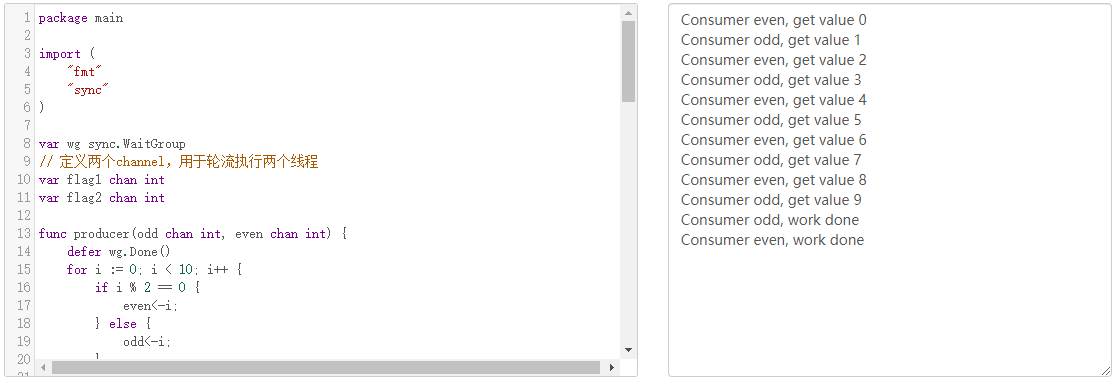 1 package main
2
3 import (
4 "fmt"
5 "sync"
6 )
7
8 var wg sync.WaitGroup
9 // 定义两个channel，用于轮流执行两个线程
10 var flag1 chan int
11 var flag2 chan int
12
13 func producer(odd chan int, even chan int) {
14 defer wg.Done()
15 for i := 0; i < 10; i++ {
16 if i % 2 == 0 {
17 even<-i;
18 } else {
19 odd<-i;
20
Consumer even, get value 0
Consumer odd, get value 1
Consumer even, get value 2
Consumer odd, get value 3
Consumer even, get value 4
Consumer odd, get value 5
Consumer even, get value 6
Consumer odd, get value 7
Consumer even, get value 8
Consumer odd, get value 9
Consumer odd, work done
Consumer even, work done